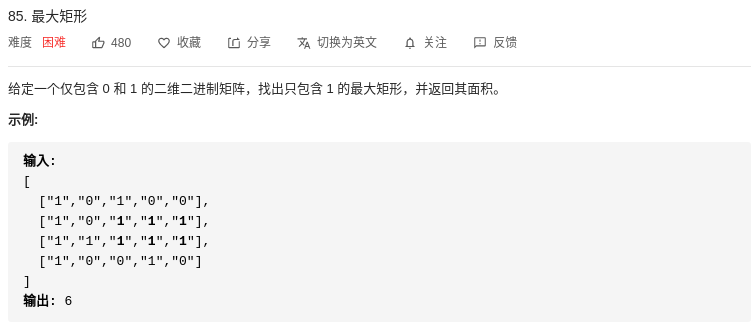 85. 最大矩形
难度 困难 480 收藏 分享 切换为英文 关注 反馈
给定一个仅包含 0 和 1 的二维二进制矩阵，找出只包含 1 的最大矩形，并返回其面积。
示例:
输入:
[
  ["1","0","1","0","0"],
  ["1","0","1","1","1"],
  ["1","1","1","1","1"],
  ["1","0","0","1","0"]
]
输出: 6